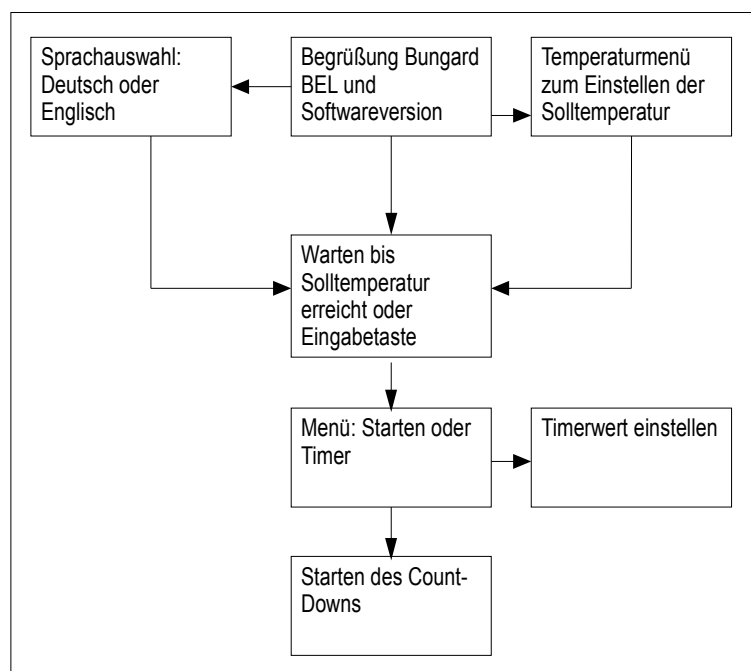 Sprachauswahl:
Deutsch oder
Englisch
Begrüßung Bungard
BEL und
Softwareversion
Temperaturmenü
zum Einstellen der
Solltemperatur
Warten bis
Solltemperatur
erreicht oder
Eingabetaste
Menü: Starten oder
Timer
Timerwert einstellen
Starten des Count-
Downs